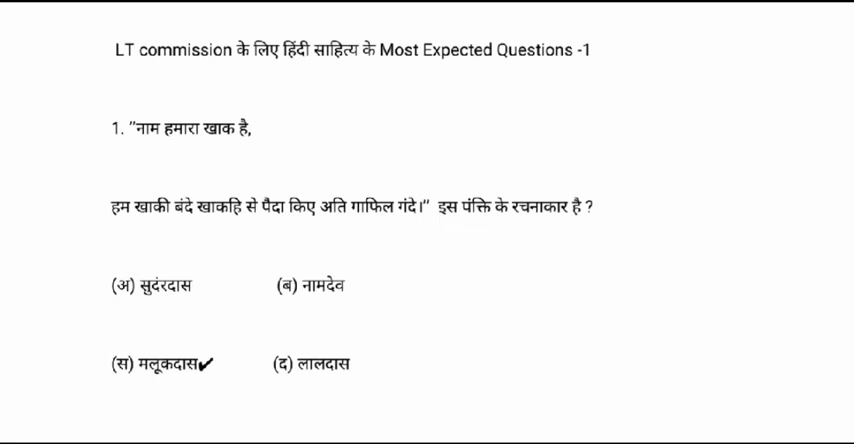 LT commission के लिए हिंदी साहित्य के Most Expected Questions -1
1. "नाम हमारा खाक है,
हम खाकी बंदे खाकहि से पैदा किए अति गाफिल गंदे।" इस पंक्ति के रचनाकार है ?
(अ) सुदंरदास (ब) नामदेव
(स) मलूकदास✔ (द) लालदास